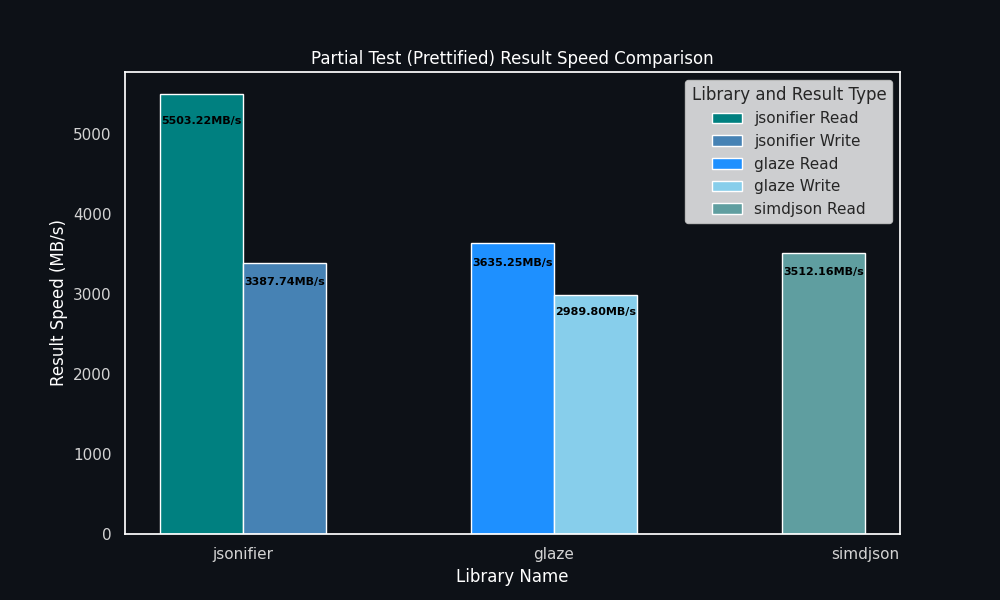 Partial Test (Prettified) Result Speed Comparison
Library and Result Type
jsonifier Read
jsonifier Write
glaze Read
glaze Write
simdjson Read
Result Speed (MB/s)
5000
4000
3000
2000
1000
0
5503.22MB/s
3387.74MB/s
3635.25MB/s
2989.80MB/s
3512.16MB/s
jsonifier
glaze
simdjson
Library Name